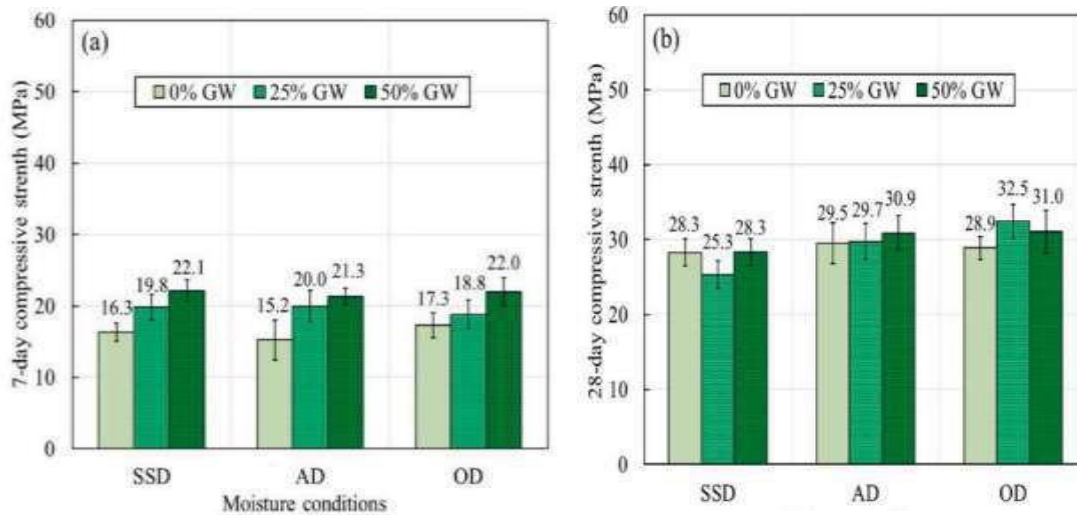 (a)
7-day compressive strenth (MPa)
60
50
40
30
20
10
0
0% GW 25% GW 50% GW
16.3 19.8 22.1
15.2 20.0 21.3
17.3 18.8 22.0
SSD AD OD
Moisture conditions
(b)
28-day compressive strenth (MPa)
60
50
40
30
20
10
0
0% GW 25% GW 50% GW
28.3 25.3 28.3
29.5 29.7 30.9
28.9 32.5 31.0
SSD AD OD